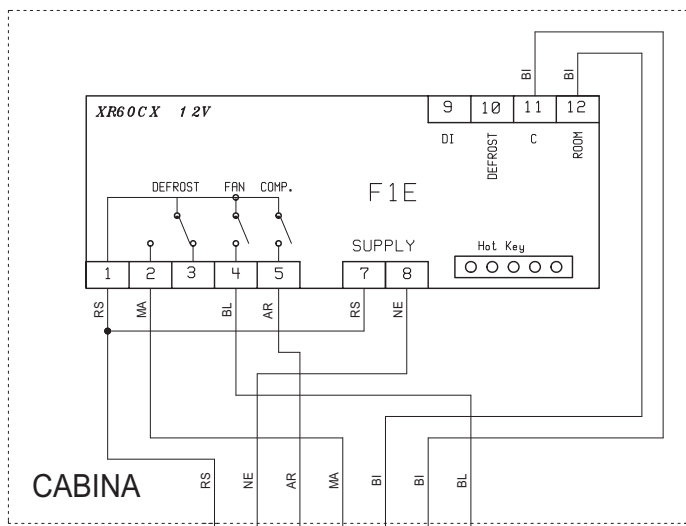 BI BI
XR60CX 12V
9 10 11 12
DI DEFROST C ROOM
DEFROST FAN COMP.
F1E
SUPPLY
Hot Key
1 2 3 4 5 7 8
RS MA BL AR RS NE
CABINA
RS NE AR MA BI BI BL